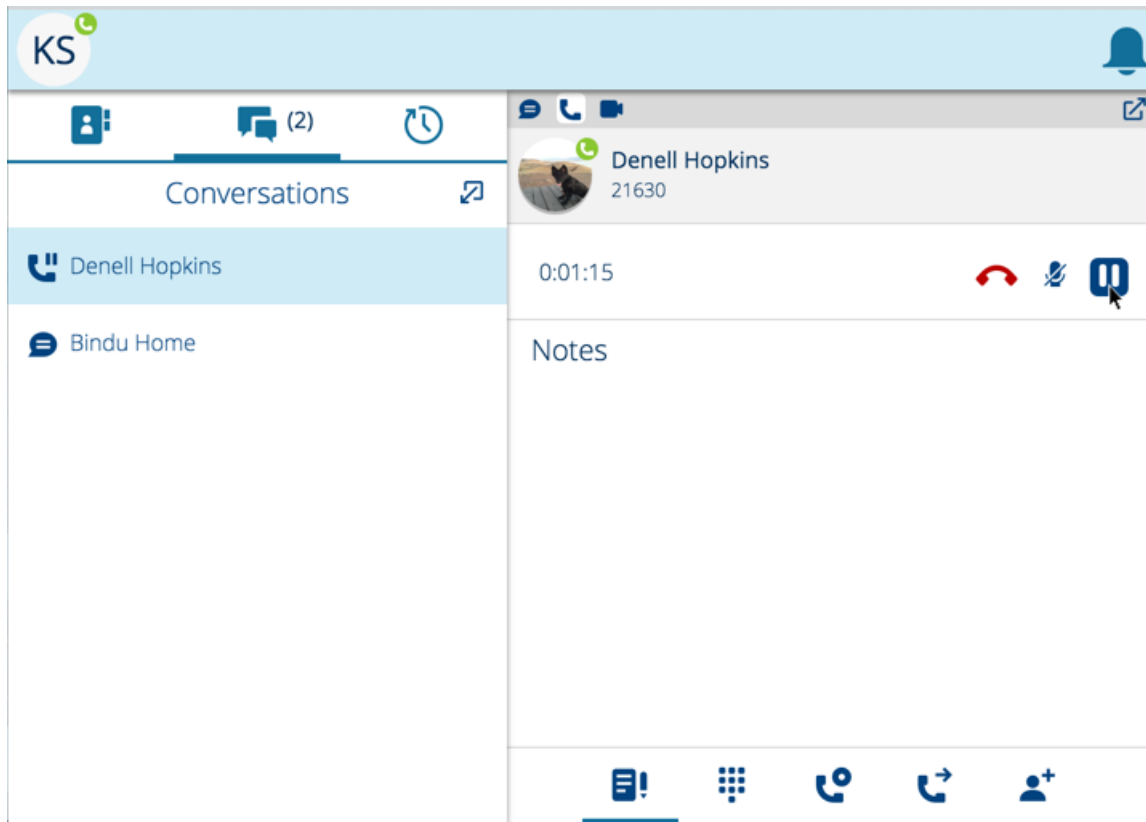 KS
(2)
Conversations
Denell Hopkins
Bindu Home
Denell Hopkins
21630
0:01:15
Notes